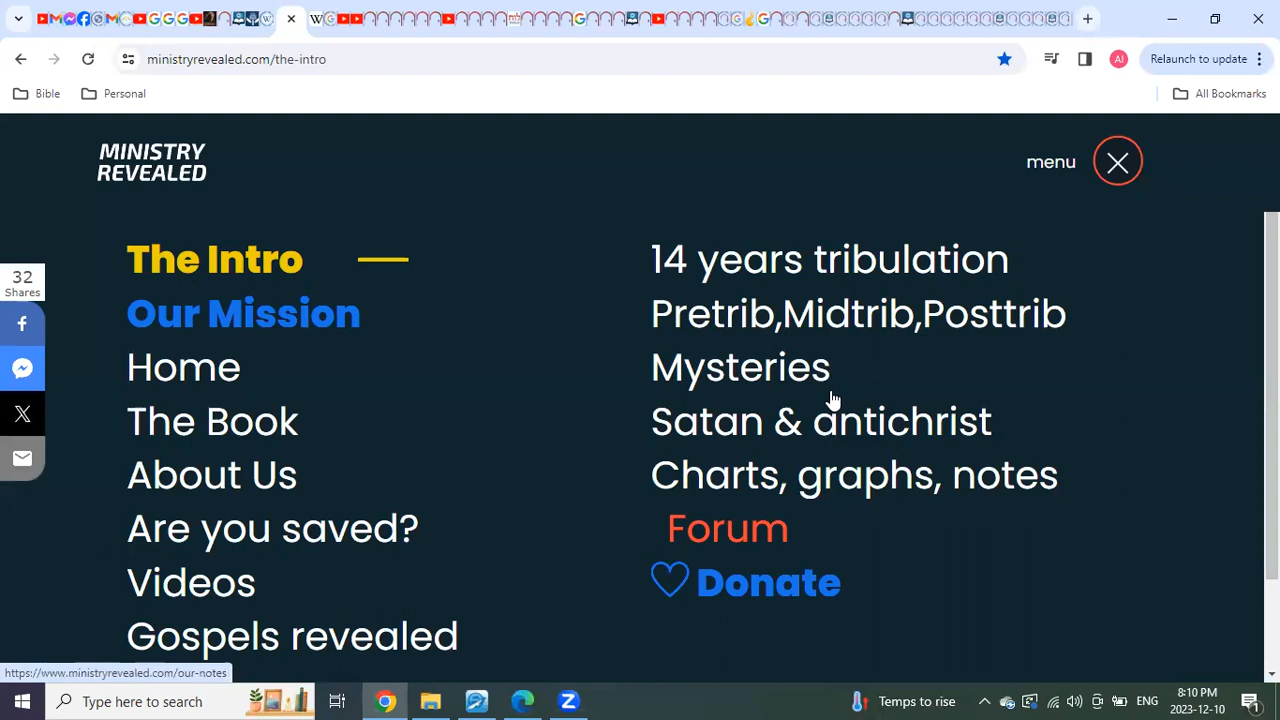 ministryrevealed.com/the-intro
AI
Relaunch to update
Bible
Personal
All Bookmarks
MINISTRY
REVEALED
menu
32
Shares
The Intro
Our Mission
Home
The Book
About Us
Are you saved?
Videos
Gospels revealed
14 years tribulation
Pretrib,Midtrib,Posttrib
Mysteries
Satan & antichrist
Charts, graphs, notes
Forum
Donate
https://www.ministryrevealed.com/our-notes
Type here to search
Temps to rise
ENG
8:10 PM
2023-12-10